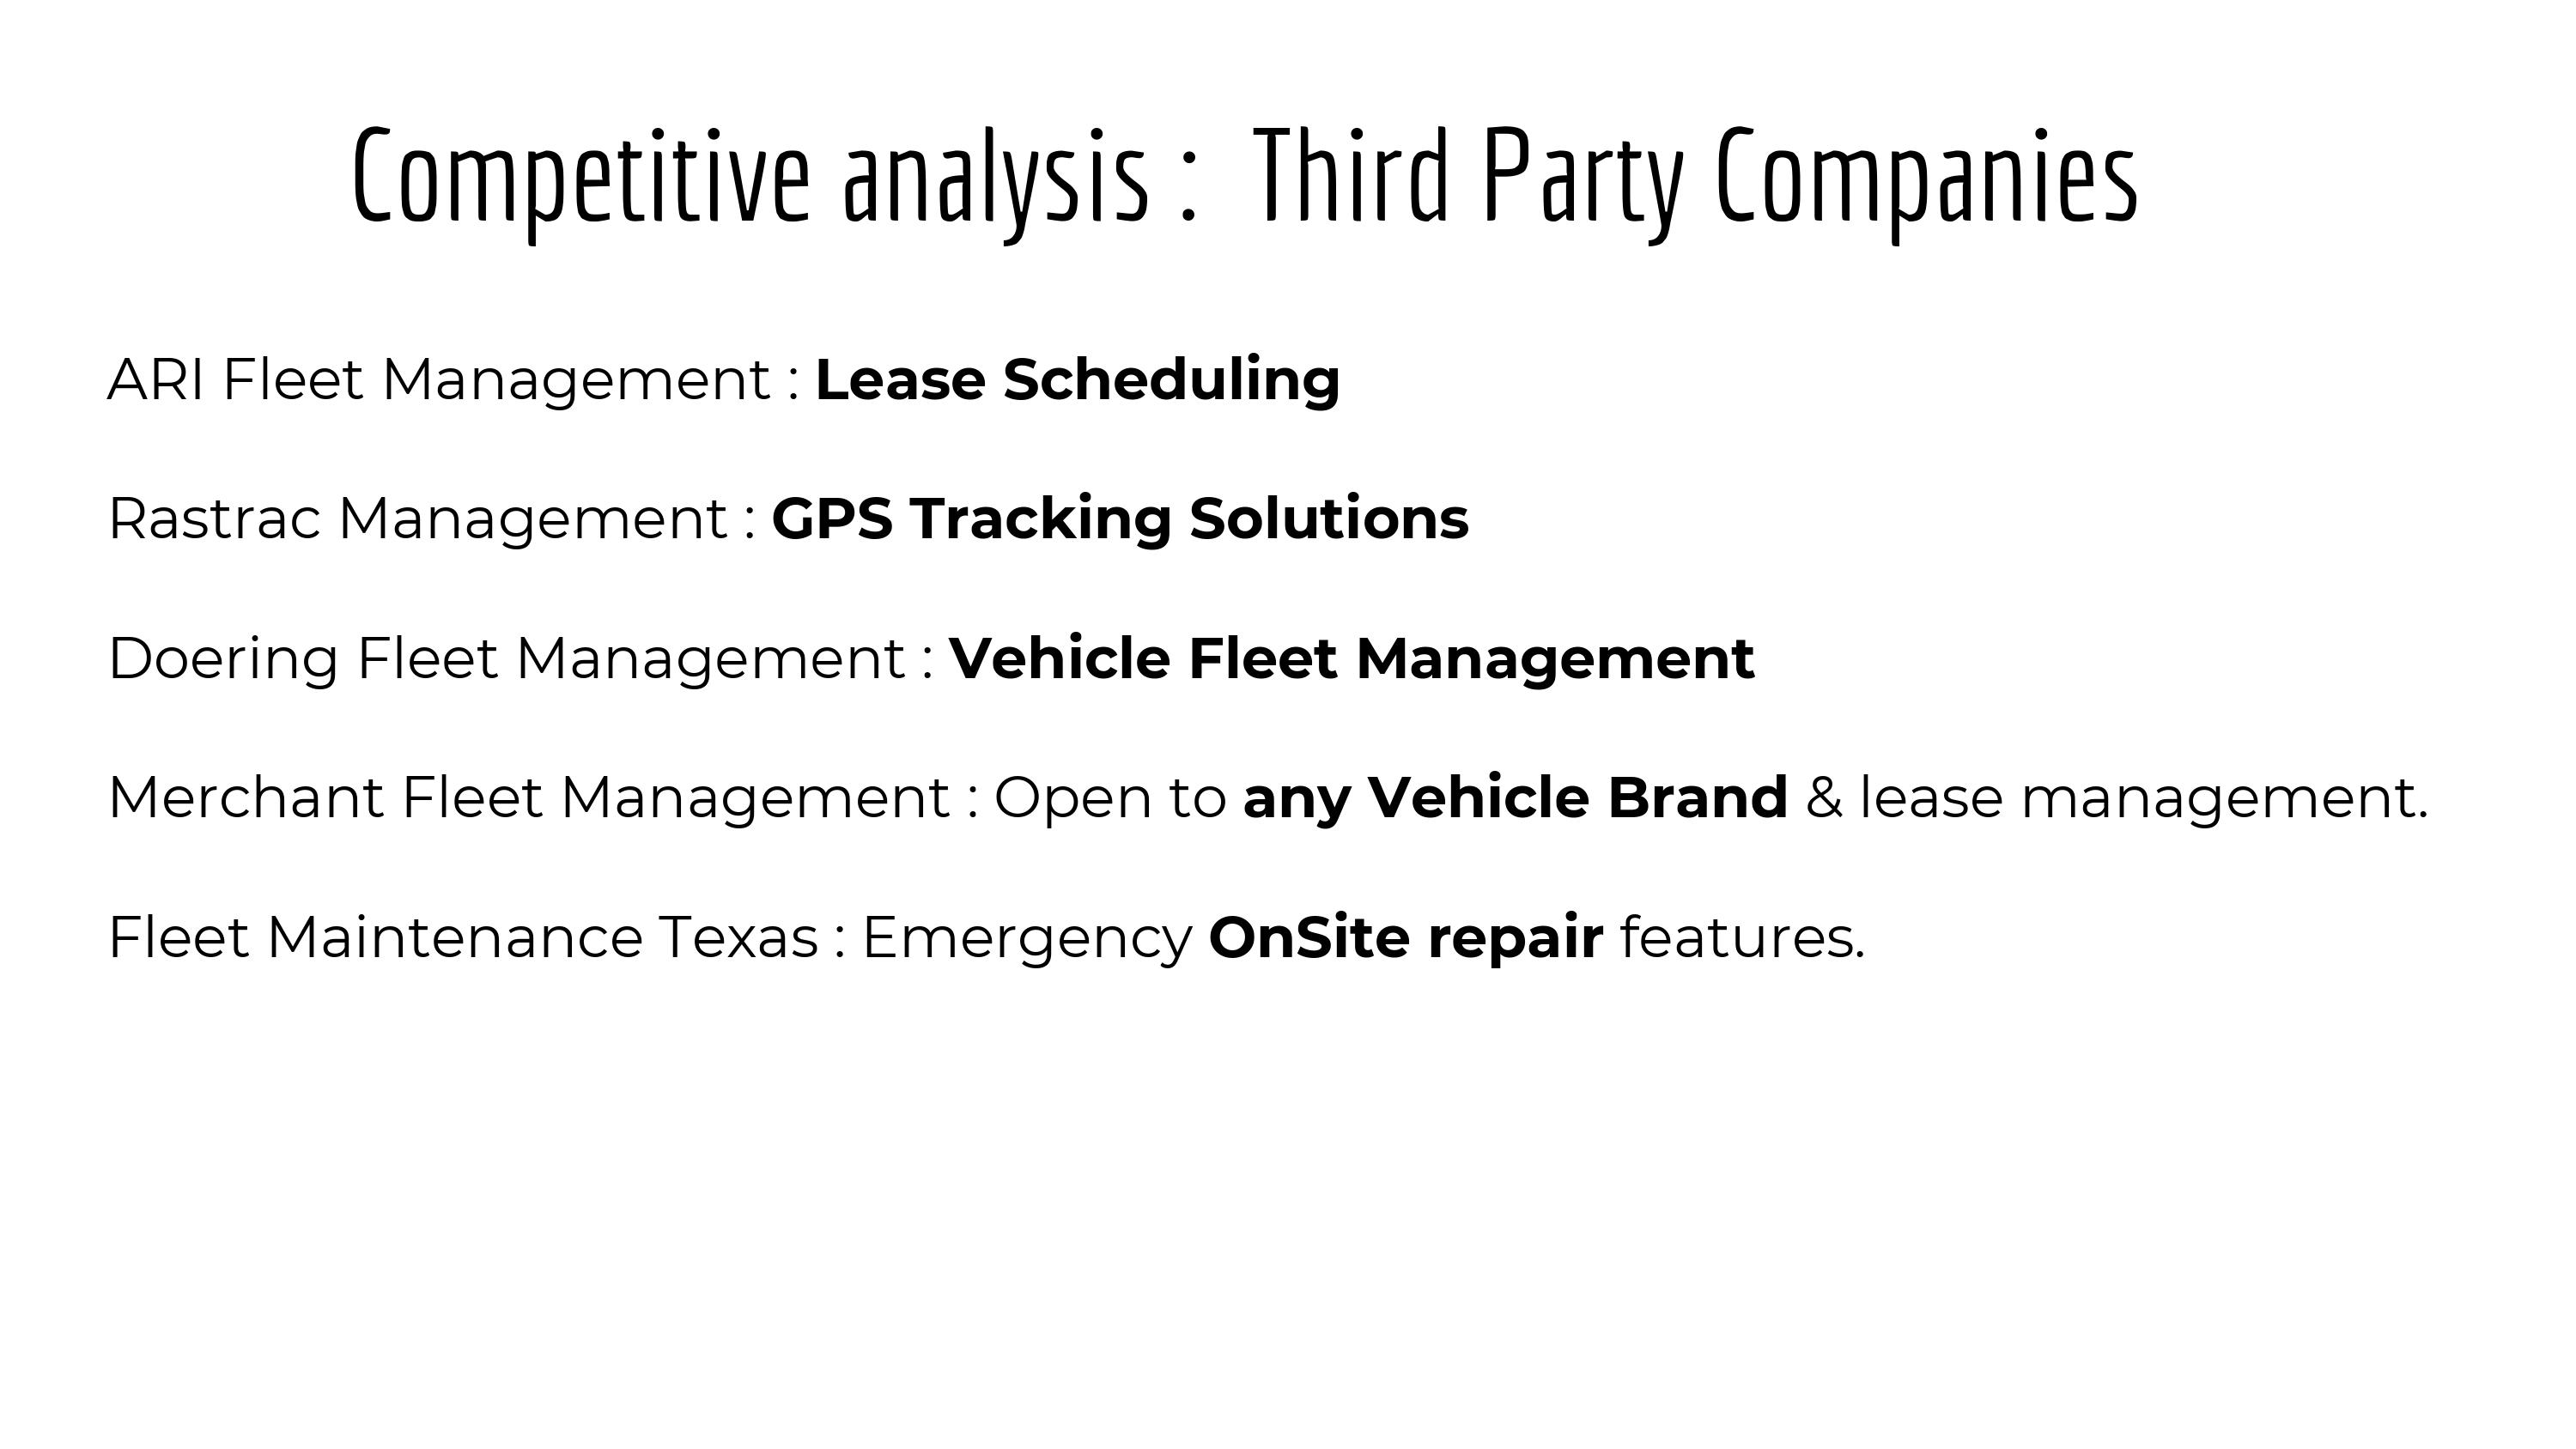 Competitive analysis :  Third Party Companies
ARI Fleet Management : Lease Scheduling
Rastrac Management : GPS Tracking Solutions
Doering Fleet Management : Vehicle Fleet Management
Merchant Fleet Management : Open to any Vehicle Brand & lease management.
Fleet Maintenance Texas : Emergency OnSite repair features.